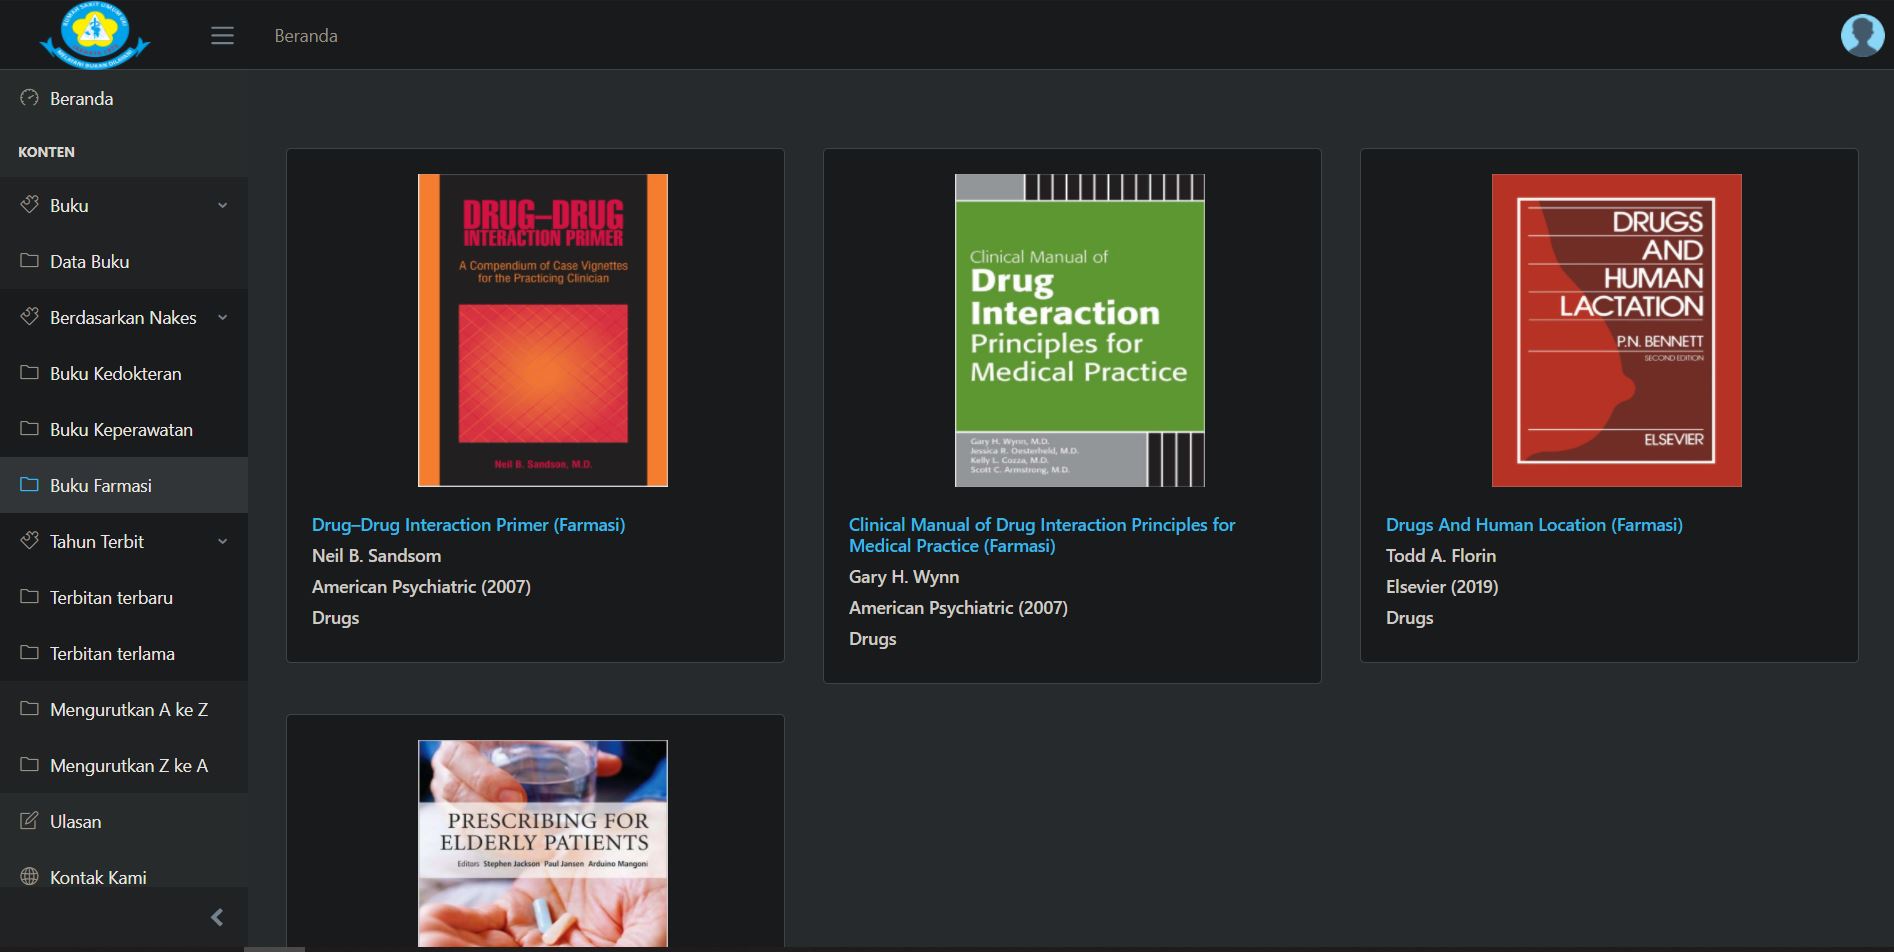 RUMAH SAKIT UMUM
MELAYANI BUKAN DILAYANI
Beranda
Beranda
KONTEN
Buku
Data Buku
Berdasarkan Nakes
Buku Kedokteran
Buku Keperawatan
Buku Farmasi
Tahun Terbit
Terbitan terbaru
Terbitan terlama
Mengurutkan A ke Z
Mengurutkan Z ke A
Ulasan
Kontak Kami
DRUG–DRUG
INTERACTION PRIMER
A Compendium of Case Vignettes
for the Practicing Clinician
Neil B. Sandson, M.D.
Drug–Drug Interaction Primer (Farmasi)
Neil B. Sandsom
American Psychiatric (2007)
Drugs
Clinical Manual of
Drug
Interaction
Principles for
Medical Practice
Gary H. Wynn, M.D.
Jessica R. Oesterheld, M.D.
Kelly L. Cozza, M.D.
Scott C. Armstrong, M.D.
Clinical Manual of Drug Interaction Principles for
Medical Practice (Farmasi)
Gary H. Wynn
American Psychiatric (2007)
Drugs
DRUGS
AND
HUMAN
LACTATION
P.N. BENNETT
SECOND EDITION
ELSEVIER
Drugs And Human Location (Farmasi)
Todd A. Florin
Elsevier (2019)
Drugs
PRESCRIBING FOR
ELDERLY PATIENTS
Editors Stephen Jackson Paul Jansen Arduino Mangoni